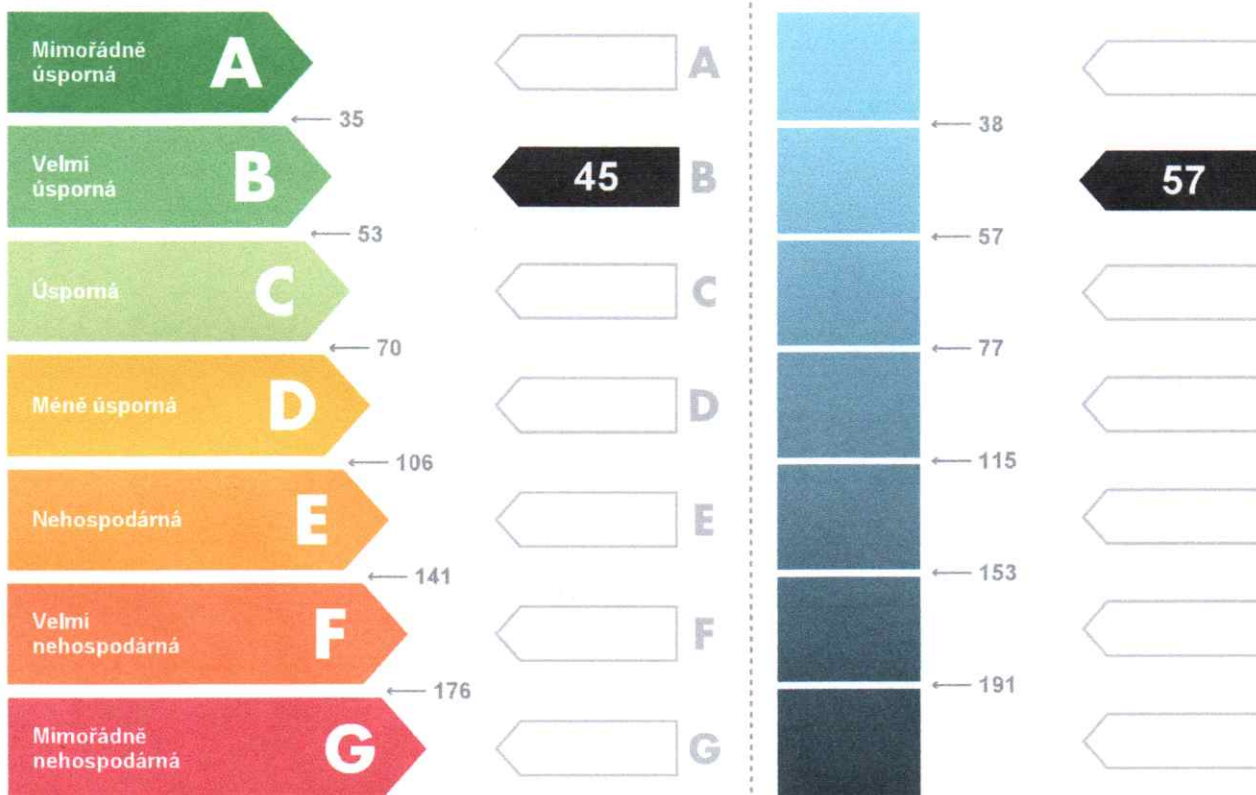 Mimořádně
úsporná
A
A
35
38
Velmi
úsporná
B
45
B
57
53
57
Úsporná
C
C
70
77
Méně úsporná
D
D
106
115
Nehospodárná
E
E
141
153
Velmi
nehospodárná
F
F
176
191
Mimořádně
nehospodárná
G
G